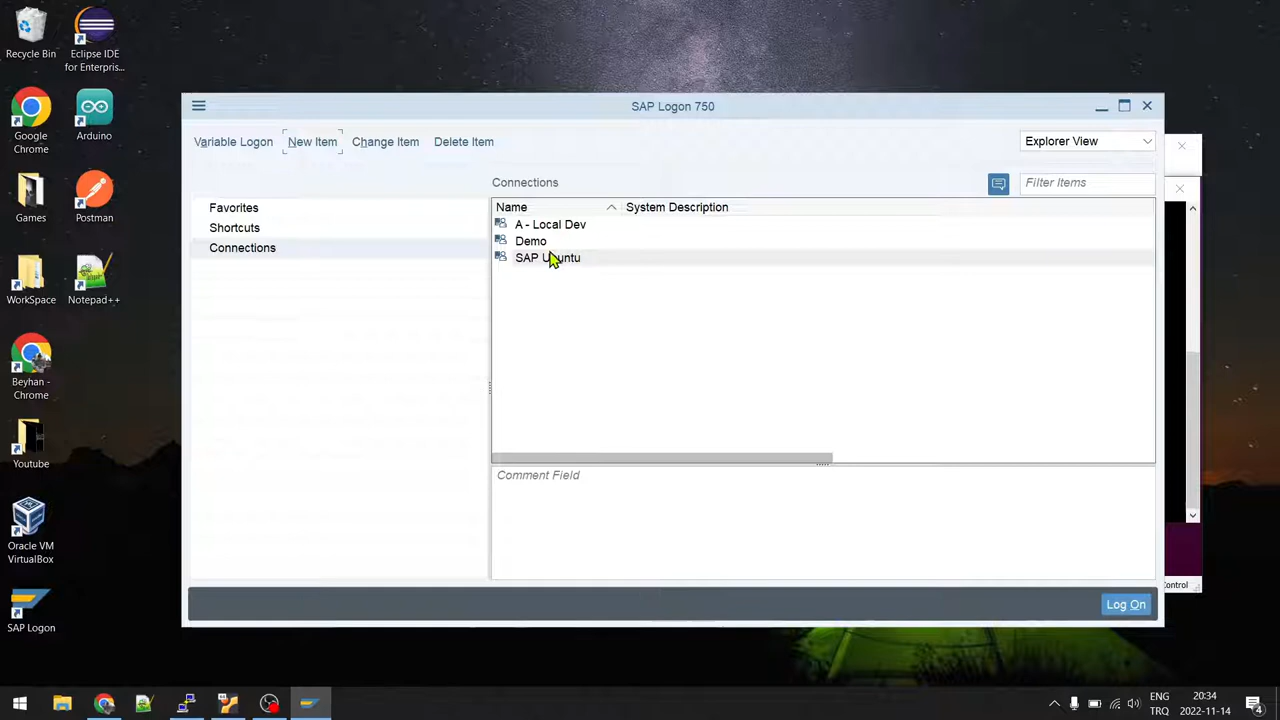 Recycle Bin
Eclipse IDE
for Enterpris...
Google
Chrome
Arduino
Games
Postman
WorkSpace
Notepad++
Beyhan -
Chrome
Youtube
Oracle VM
VirtualBox
SAP Logon
SAP Logon 750
Variable Logon
New Item
Change Item
Delete Item
Explorer View
Connections
Filter Items
Favorites
Shortcuts
Connections
Name
System Description
A - Local Dev
Demo
SAP Ubuntu
Comment Field
Log On
Control
ENG
TRQ
20:34
2022-11-14
4